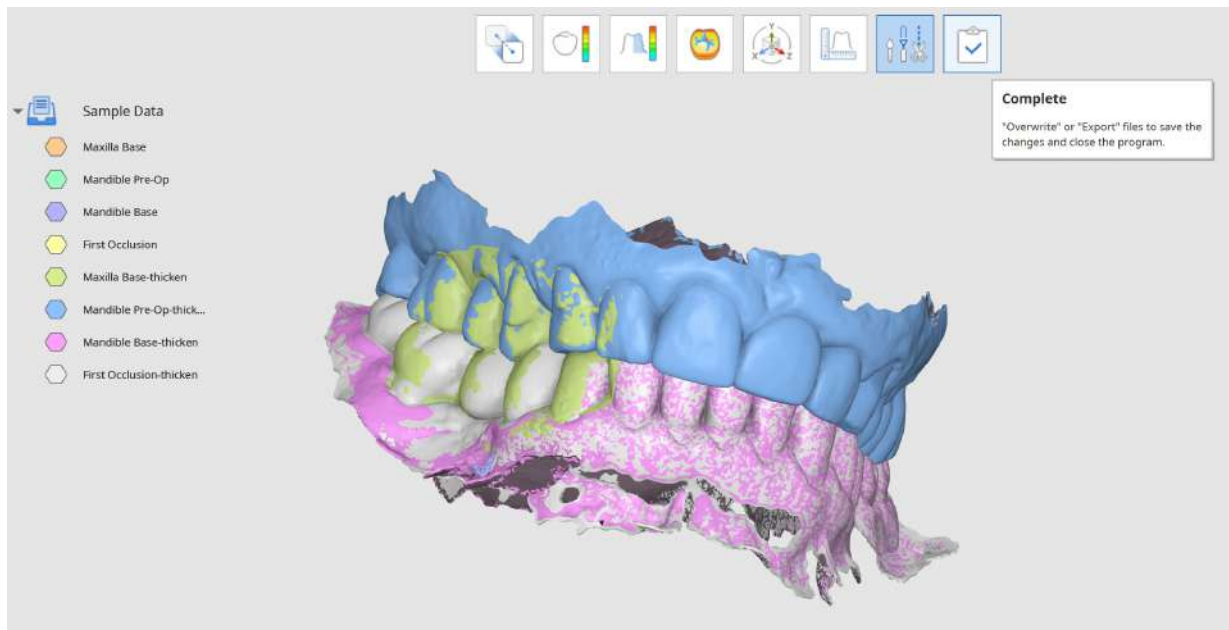 Y
X
Z
Complete
"Overwrite" or "Export" files to save the
changes and close the program.
Sample Data
Maxilla Base
Mandible Pre-Op
Mandible Base
First Occlusion
Maxilla Base-thicken
Mandible Pre-Op-thick...
Mandible Base-thicken
First Occlusion-thicken